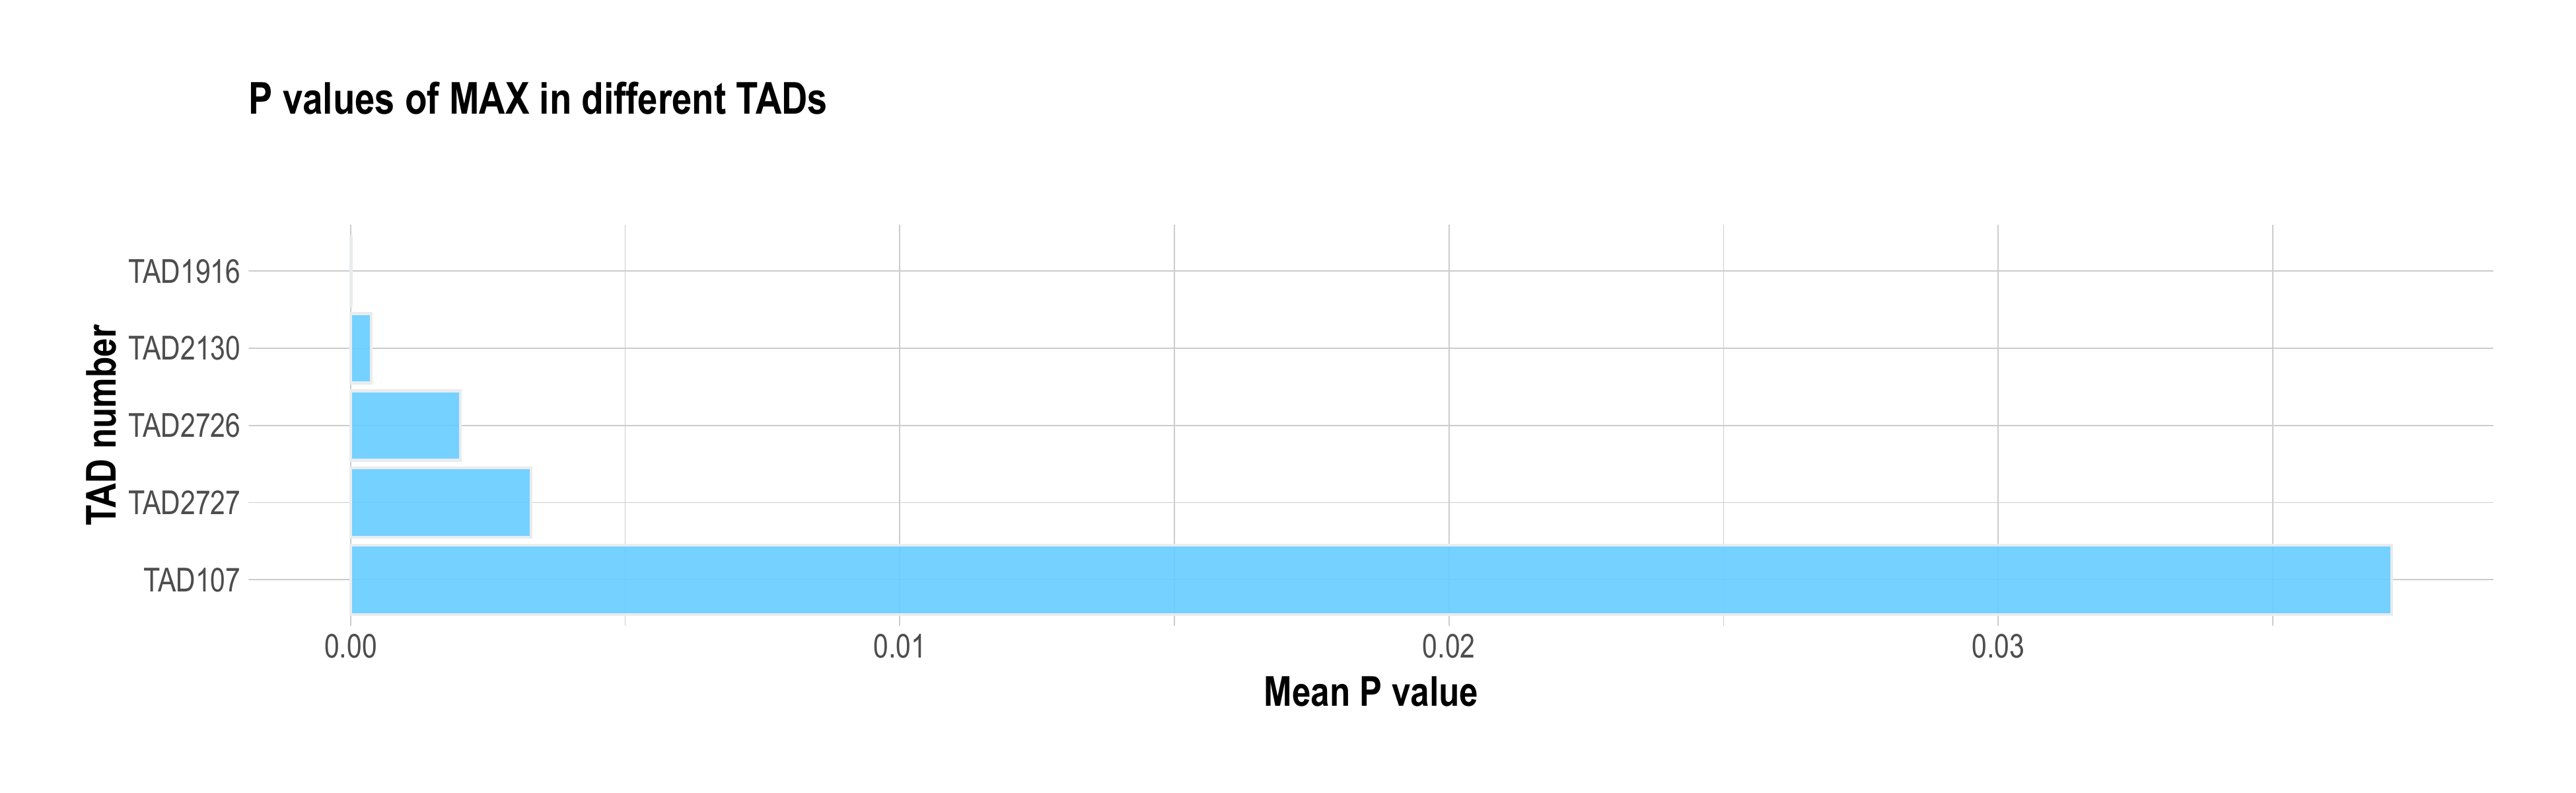 P values of MAX in different TADs
TAD number
TAD1916
TAD2130
TAD2726
TAD2727
TAD107
0.00 0.01 0.02 0.03
Mean P value